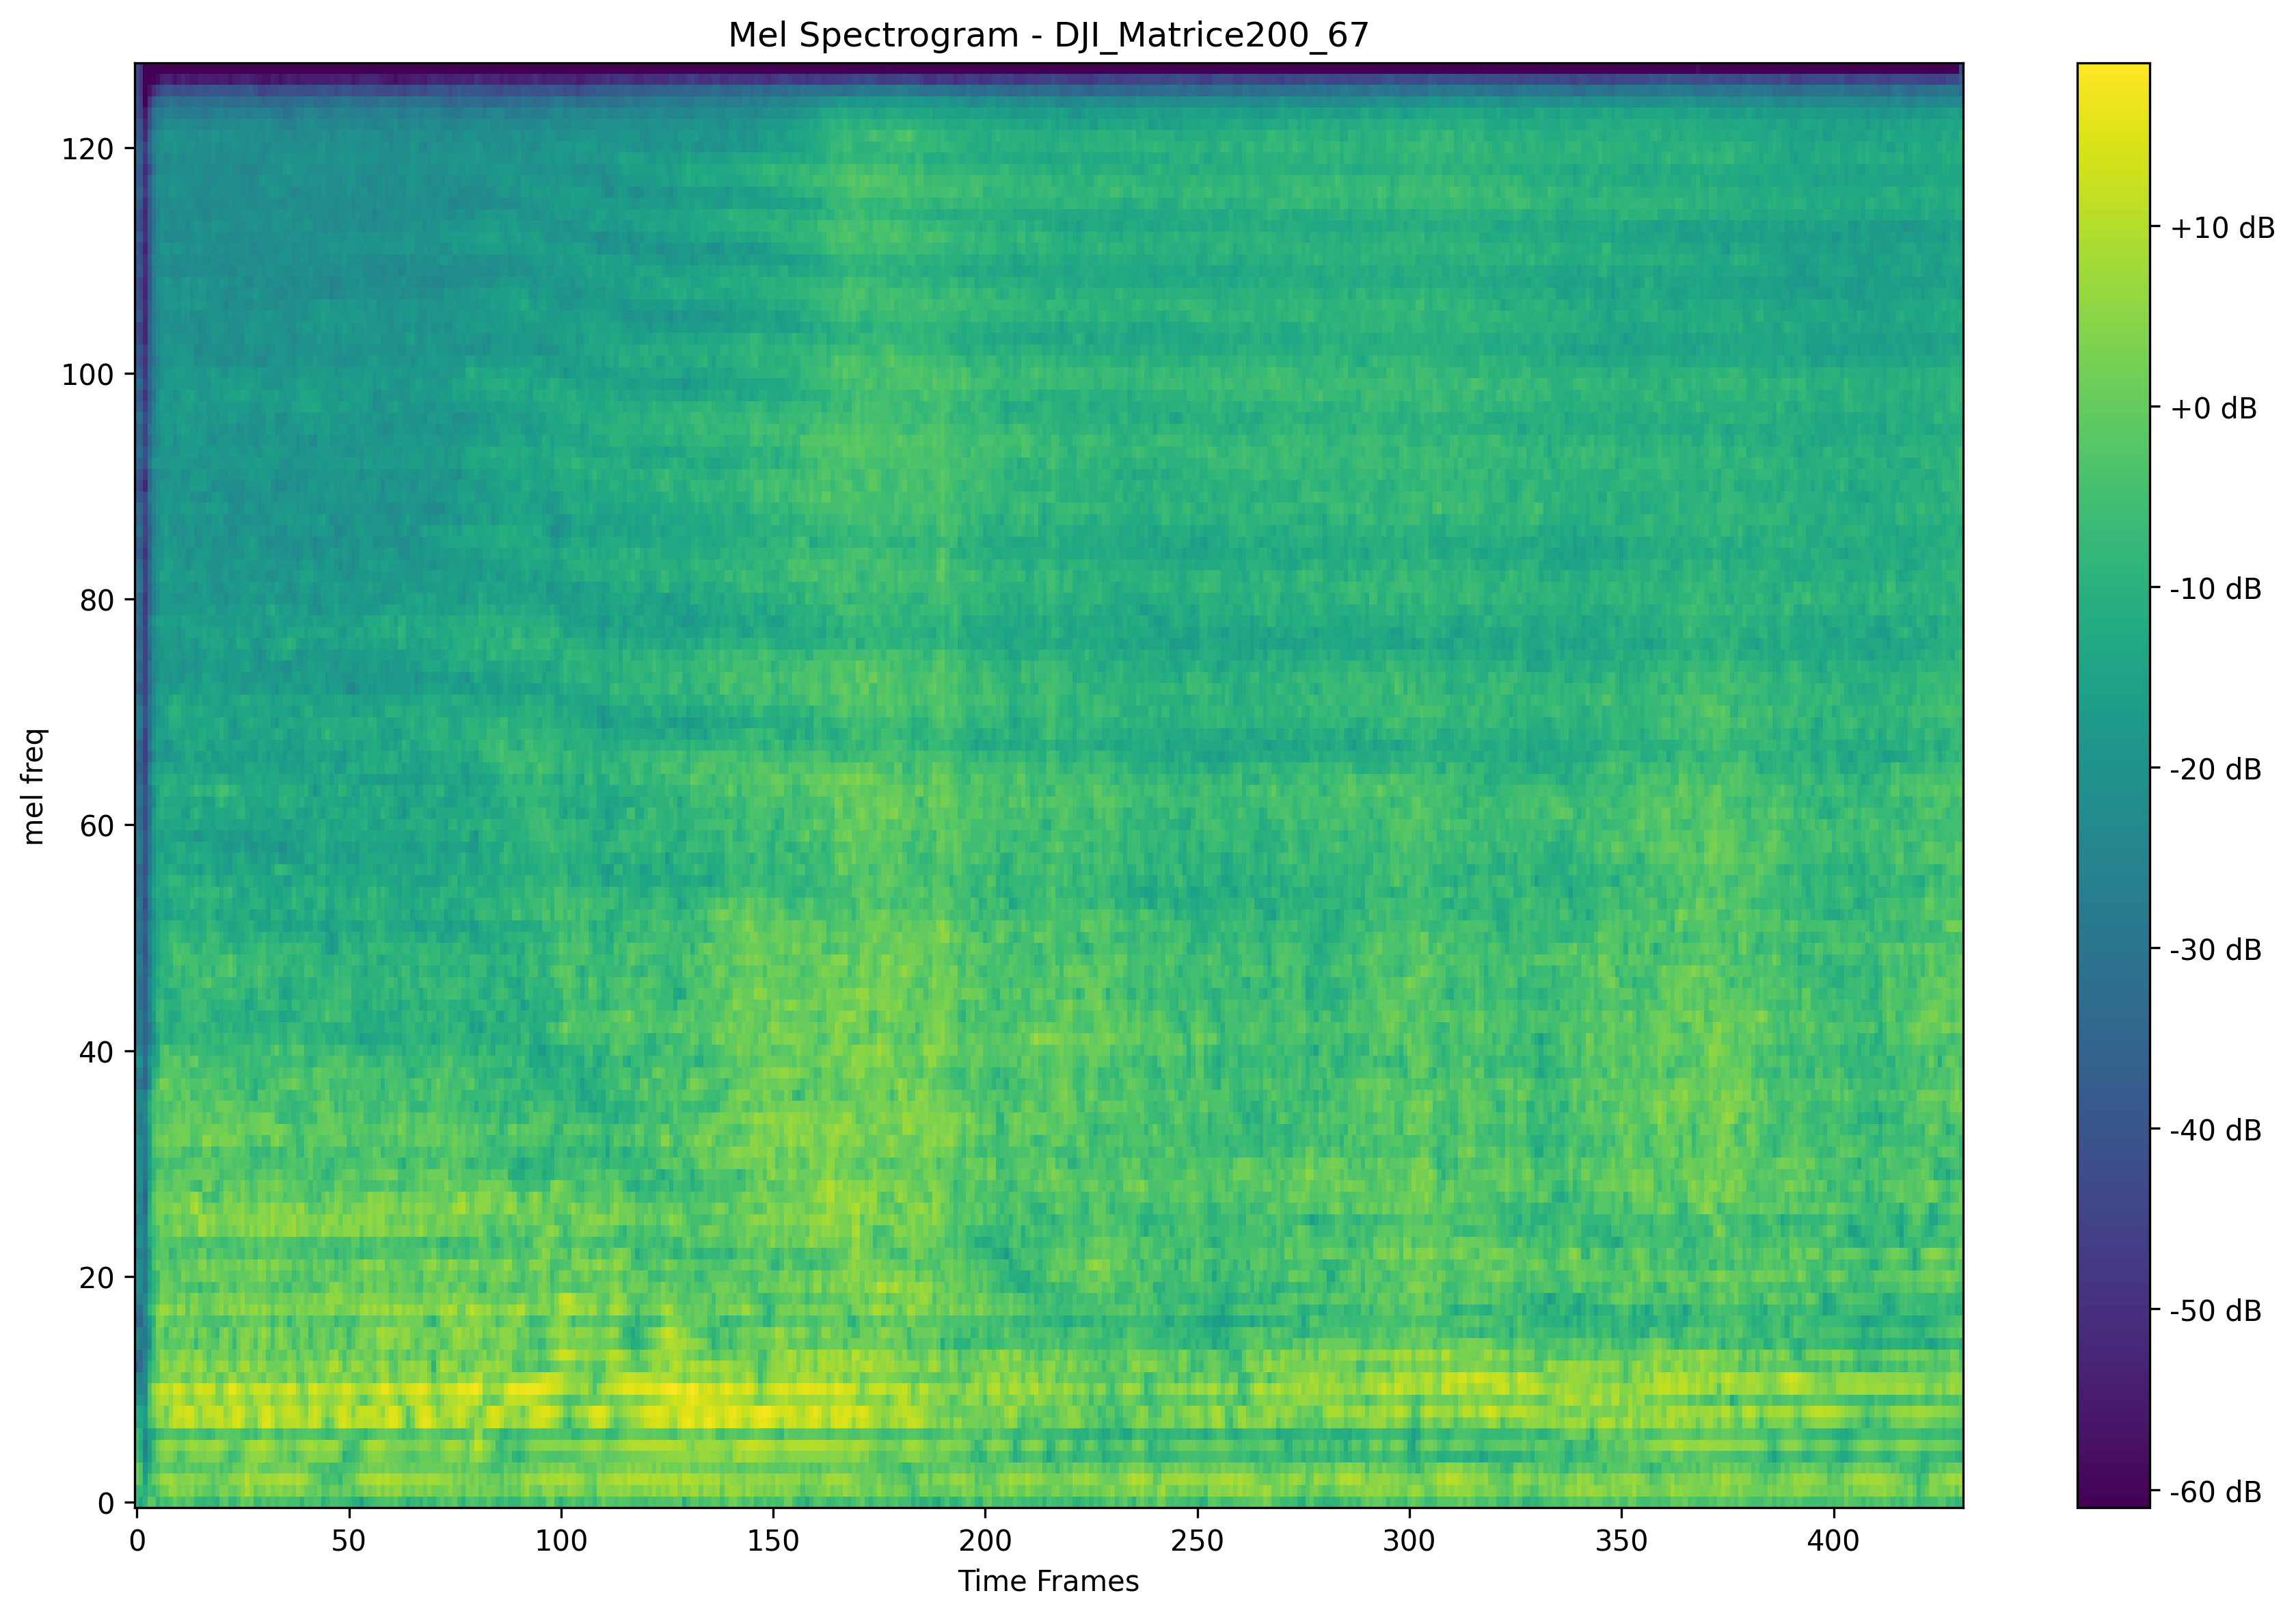 Mel Spectrogram - DJI_Matrice200_67
mel freq
120
100
80
60
40
20
0
0 50 100 150 200 250 300 350 400
Time Frames
+10 dB
+0 dB
-10 dB
-20 dB
-30 dB
-40 dB
-50 dB
-60 dB